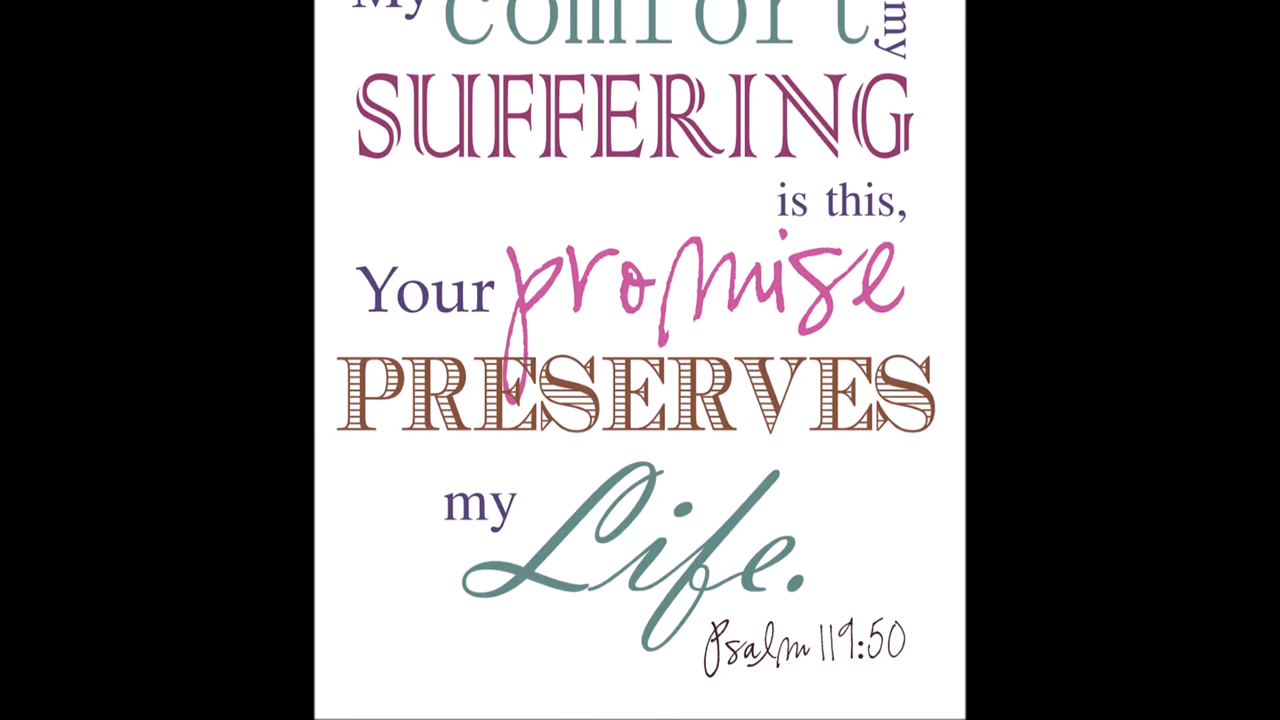 My comfort my
SUFFERING
is this,
Your promise
PRESERVES
my Life.
Psalm 119:50